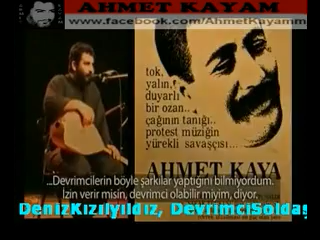 AHMET KAYAM
www.facebook.com/AhmetKayamm
tok,
yalın,
duyarlı
bir ozan..
çağının tanığı..
protest müziğin
yürekli savaşçısı...
AHMET KAYA
..Devrimcilerin böyle şarkılar yaptığını bilmiyordum.
İzin verir misin, devrimci olabilir miyim, diyor.
DenizKızılyıldız, DevrimciSoldaş